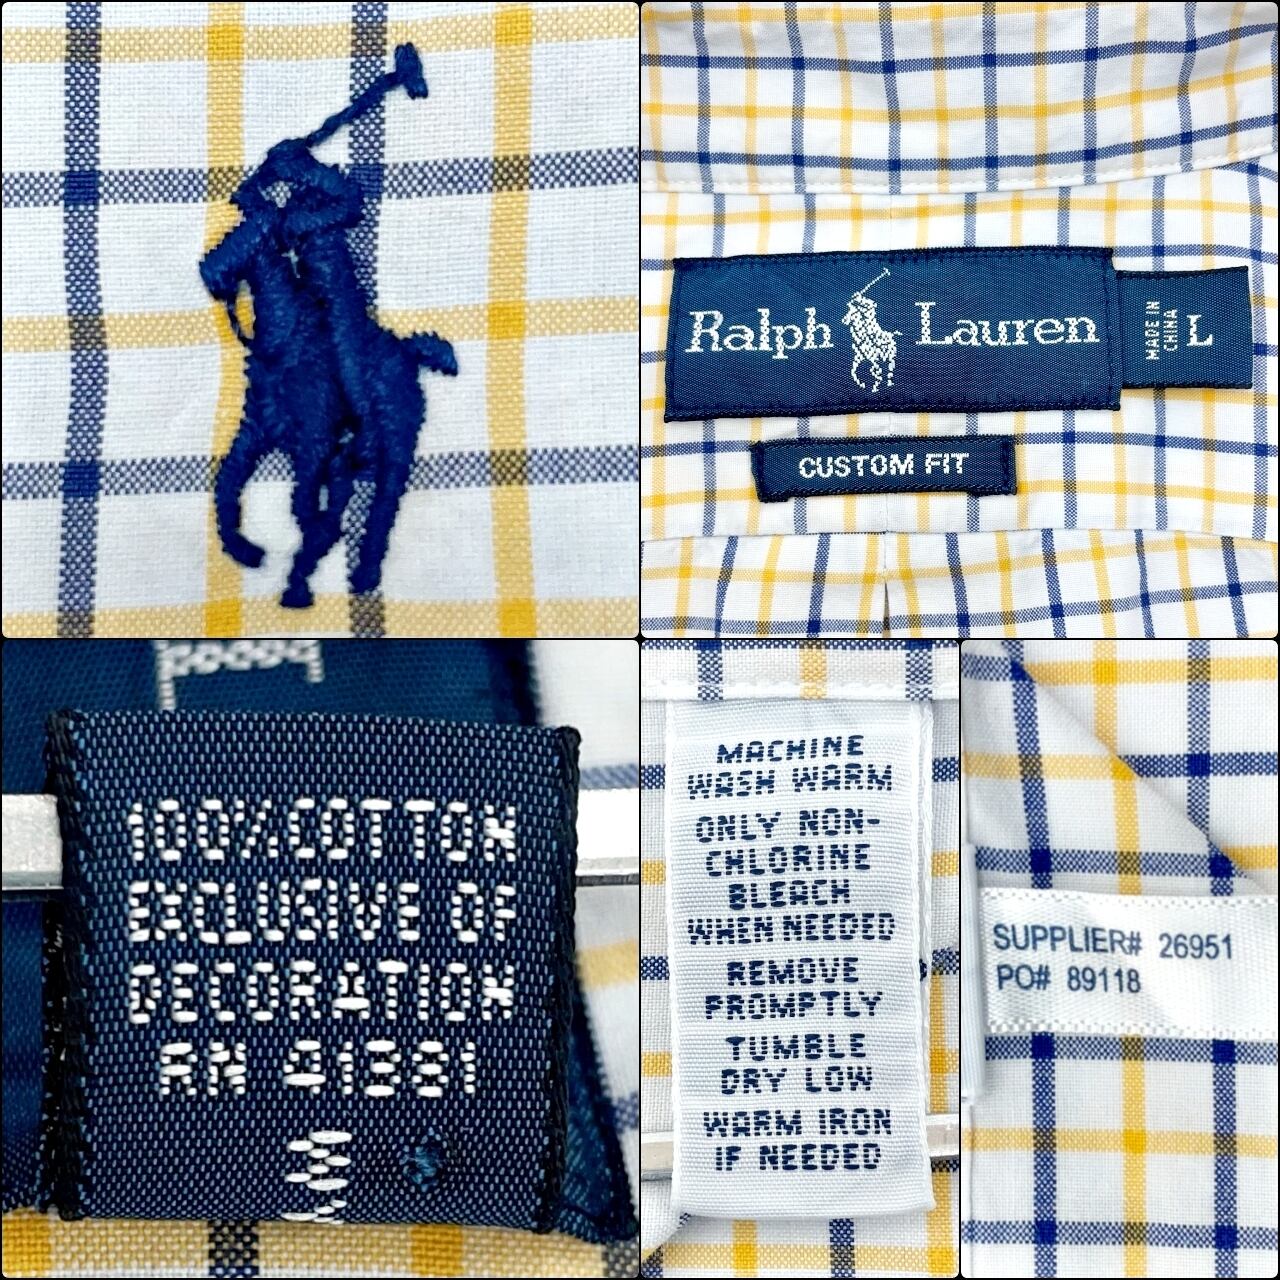 Ralph Lauren
MADE IN
CHINA
L
CUSTOM FIT
100% COTTON
EXCLUSIVE OF
DECORATION
RN 41381
MACHINE
WASH WARM
ONLY NON-
CHLORINE
BLEACH
WHEN NEEDED
REMOVE
PROMPTLY
TUMBLE
DRY LOW
WARM IRON
IF NEEDED
SUPPLIER# 26951
PO# 89118